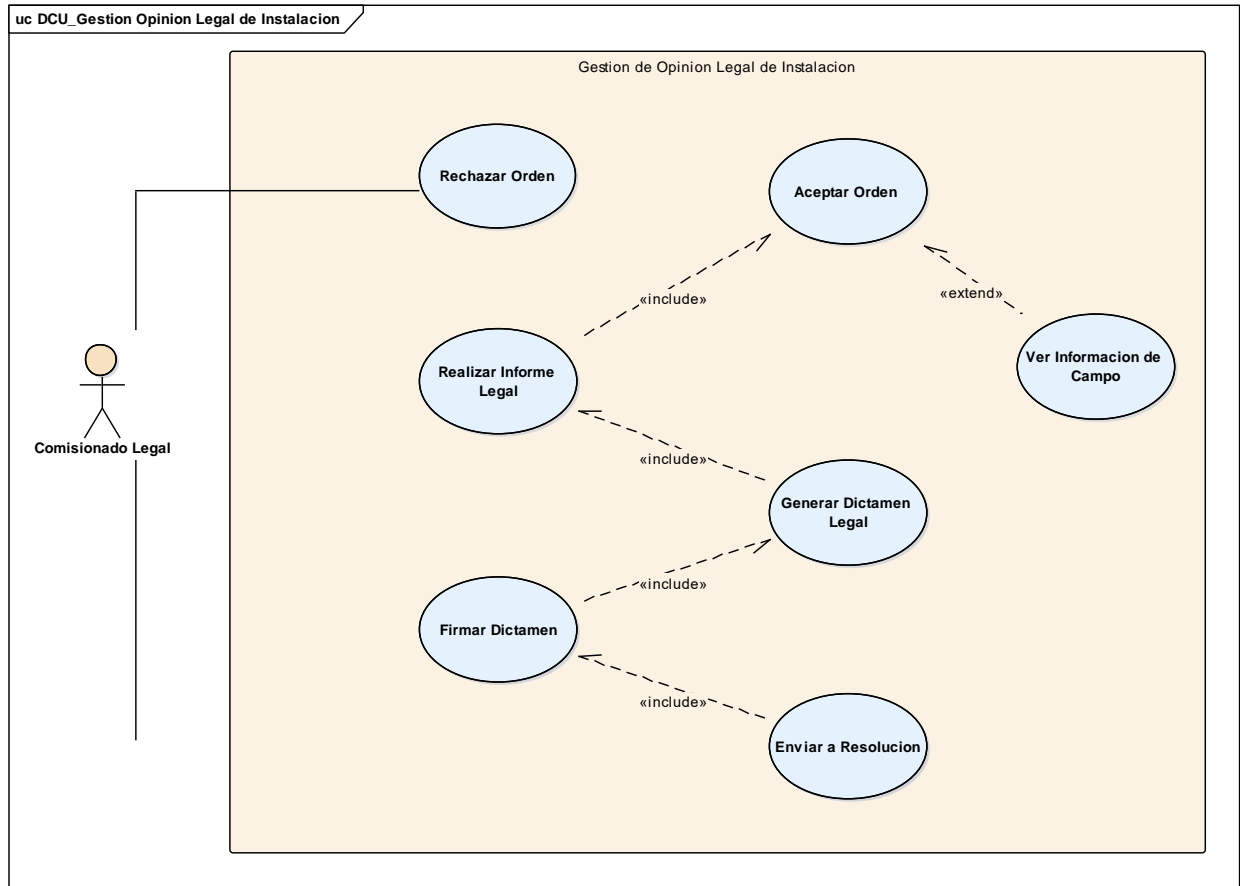 uc DCU_Gestion Opinion Legal de Instalacion
Gestion de Opinion Legal de Instalacion
Rechazar Orden
Aceptar Orden
«include»
«extend»
Realizar Informe
Legal
Ver Informacion de
Campo
Comisionado Legal
«include»
Generar Dictamen
Legal
«include»
Firmar Dictamen
«include»
Enviar a Resolucion